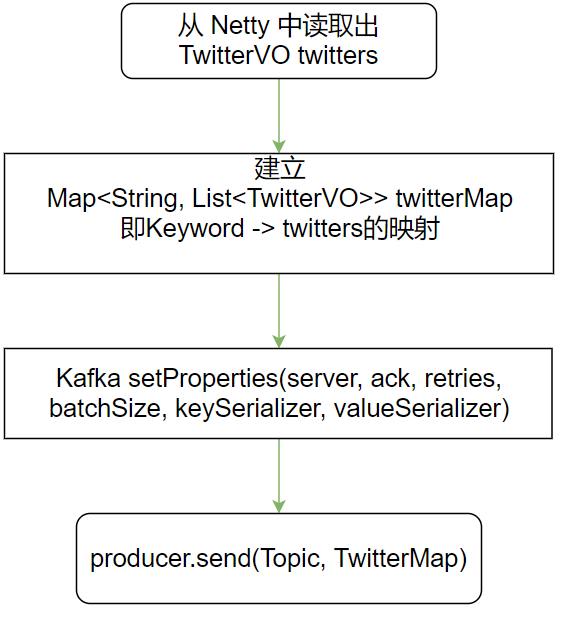 从 Netty 中读取出
TwitterVO twitters
建立
Map<String, List<TwitterVO>> twitterMap
即Keyword -> twitters的映射
Kafka setProperties(server, ack, retries,
batchSize, keySerializer, valueSerializer)
producer.send(Topic, TwitterMap)